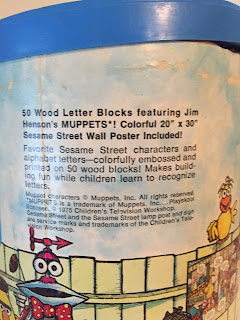 50 Wood Letter Blocks featuring Jim
Henson's MUPPETS*! Colorful 20" x 30"
Sesame Street Wall Poster Included!
Favorite Sesame Street characters and
alphabet letters—colorfully embossed and
printed on 50 wood blocks! Makes build-
ing fun while children learn to recognize
letters.
Muppet characters © Muppets, Inc. All rights reserved.
*MUPPETS is a trademark of Muppets, Inc.
Playskool
licensee. © 1975 Children's Television Workshop.
Sesame Street and the Sesame Street lamp post and sign
are service marks and trademarks of the Children's Tele-
vision Workshop.